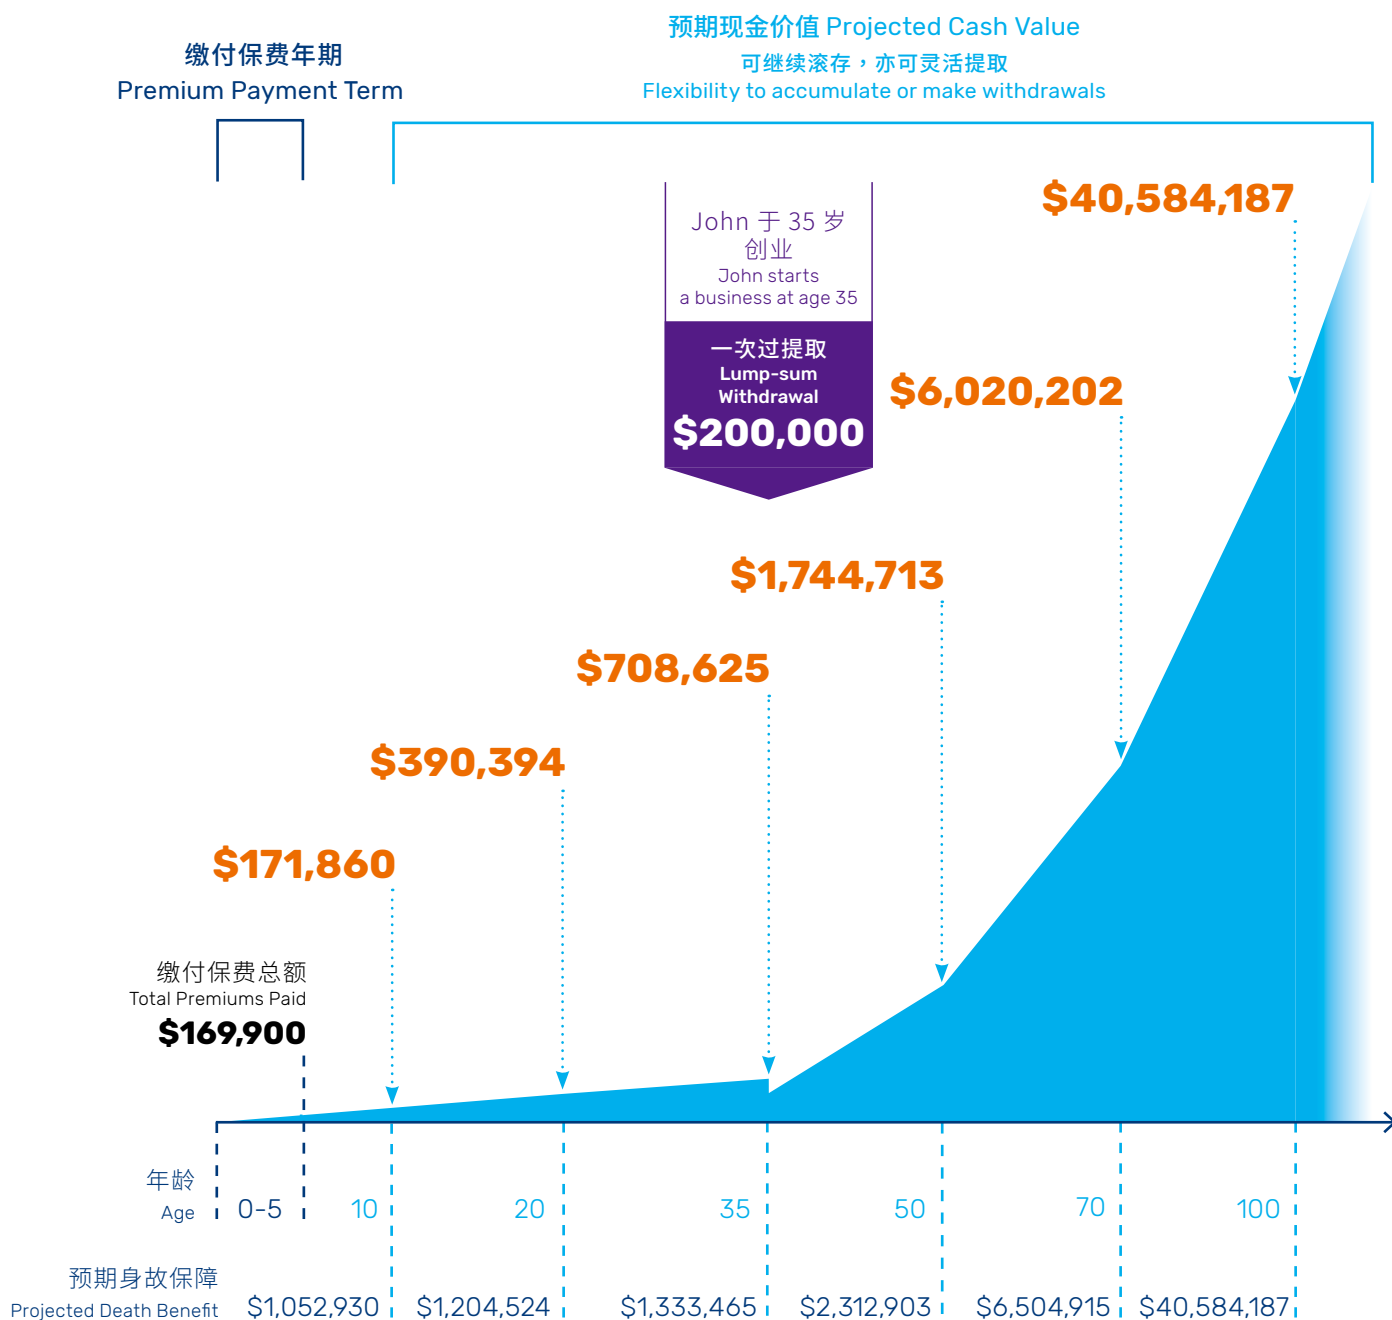 缴付保费年期
Premium Payment Term
预期现金价值 Projected Cash Value
可继续滚存，亦可灵活提取
Flexibility to accumulate or make withdrawals
$40,584,187
John 于 35 岁
创业
John starts
a business at age 35
一次过提取
Lump-sum
Withdrawal
$200,000
$6,020,202
$1,744,713
$708,625
$390,394
$171,860
缴付保费总额
Total Premiums Paid
$169,900
年龄
Age 0-5 10 20 35 50 70 100
预期身故保障
Projected Death Benefit $1,052,930 $1,204,524 $1,333,465 $2,312,903 $6,504,915 $40,584,187